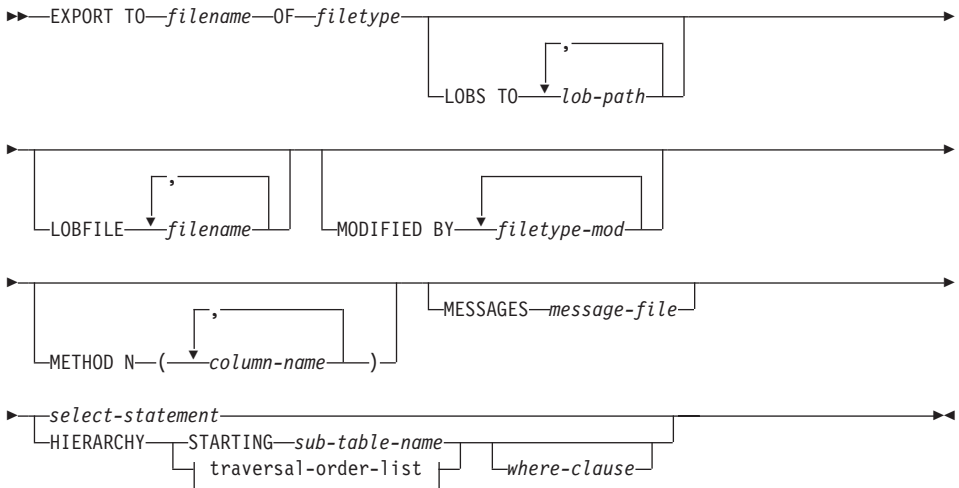 EXPORT TO filename OF filetype
,
LOBS TO lob-path
,
LOBFILE filename MODIFIED BY filetype-mod
,
METHOD N ( column-name )
MESSAGES message-file
select-statement
HIERARCHY STARTING sub-table-name
traversal-order-list where-clause